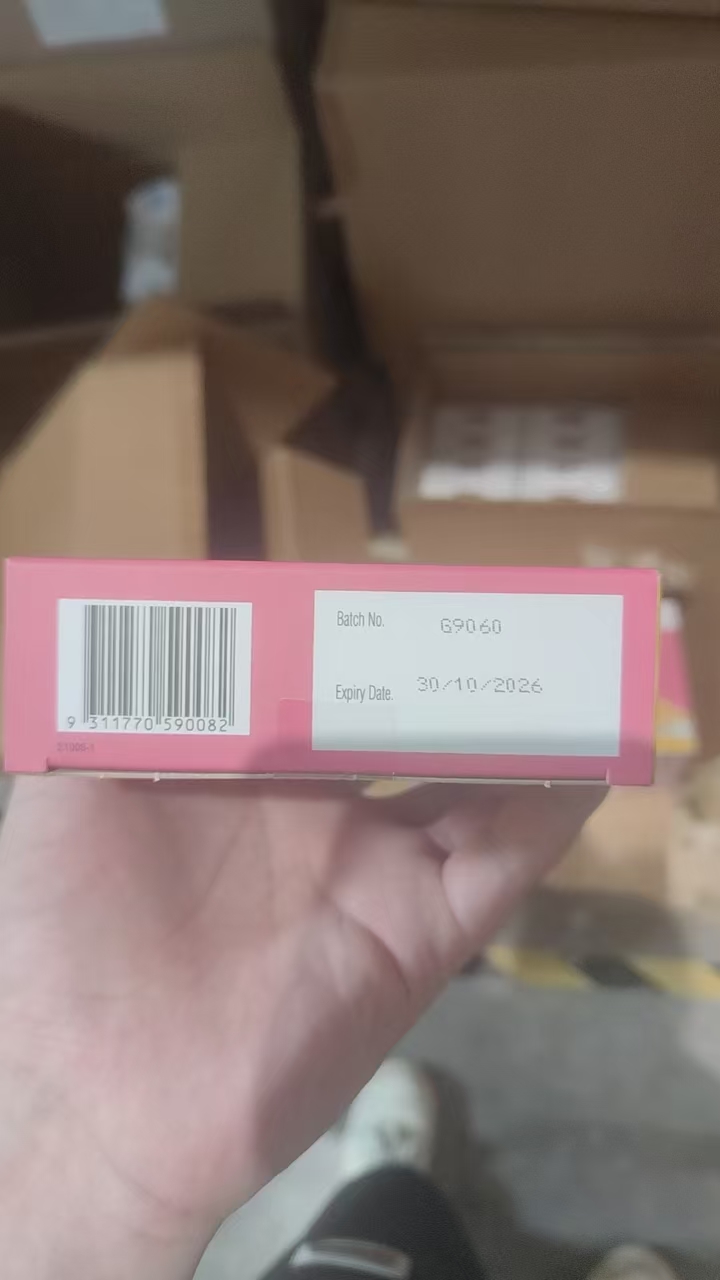 Batch No. G9060
Expiry Date. 30/10/2026
9 311770 590082